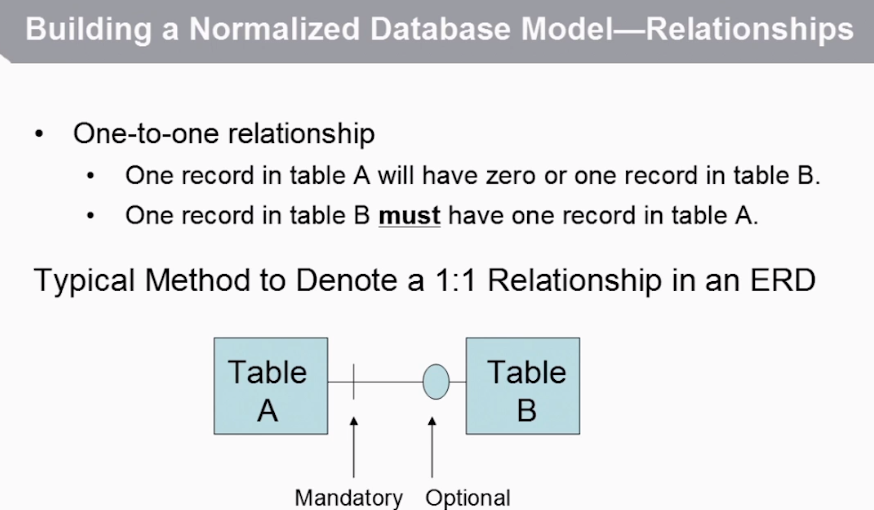 Building a Normalized Database Model—Relationships
• One-to-one relationship
• One record in table A will have zero or one record in table B.
• One record in table B must have one record in table A.
Typical Method to Denote a 1:1 Relationship in an ERD
Table
A
Table
B
Mandatory
Optional